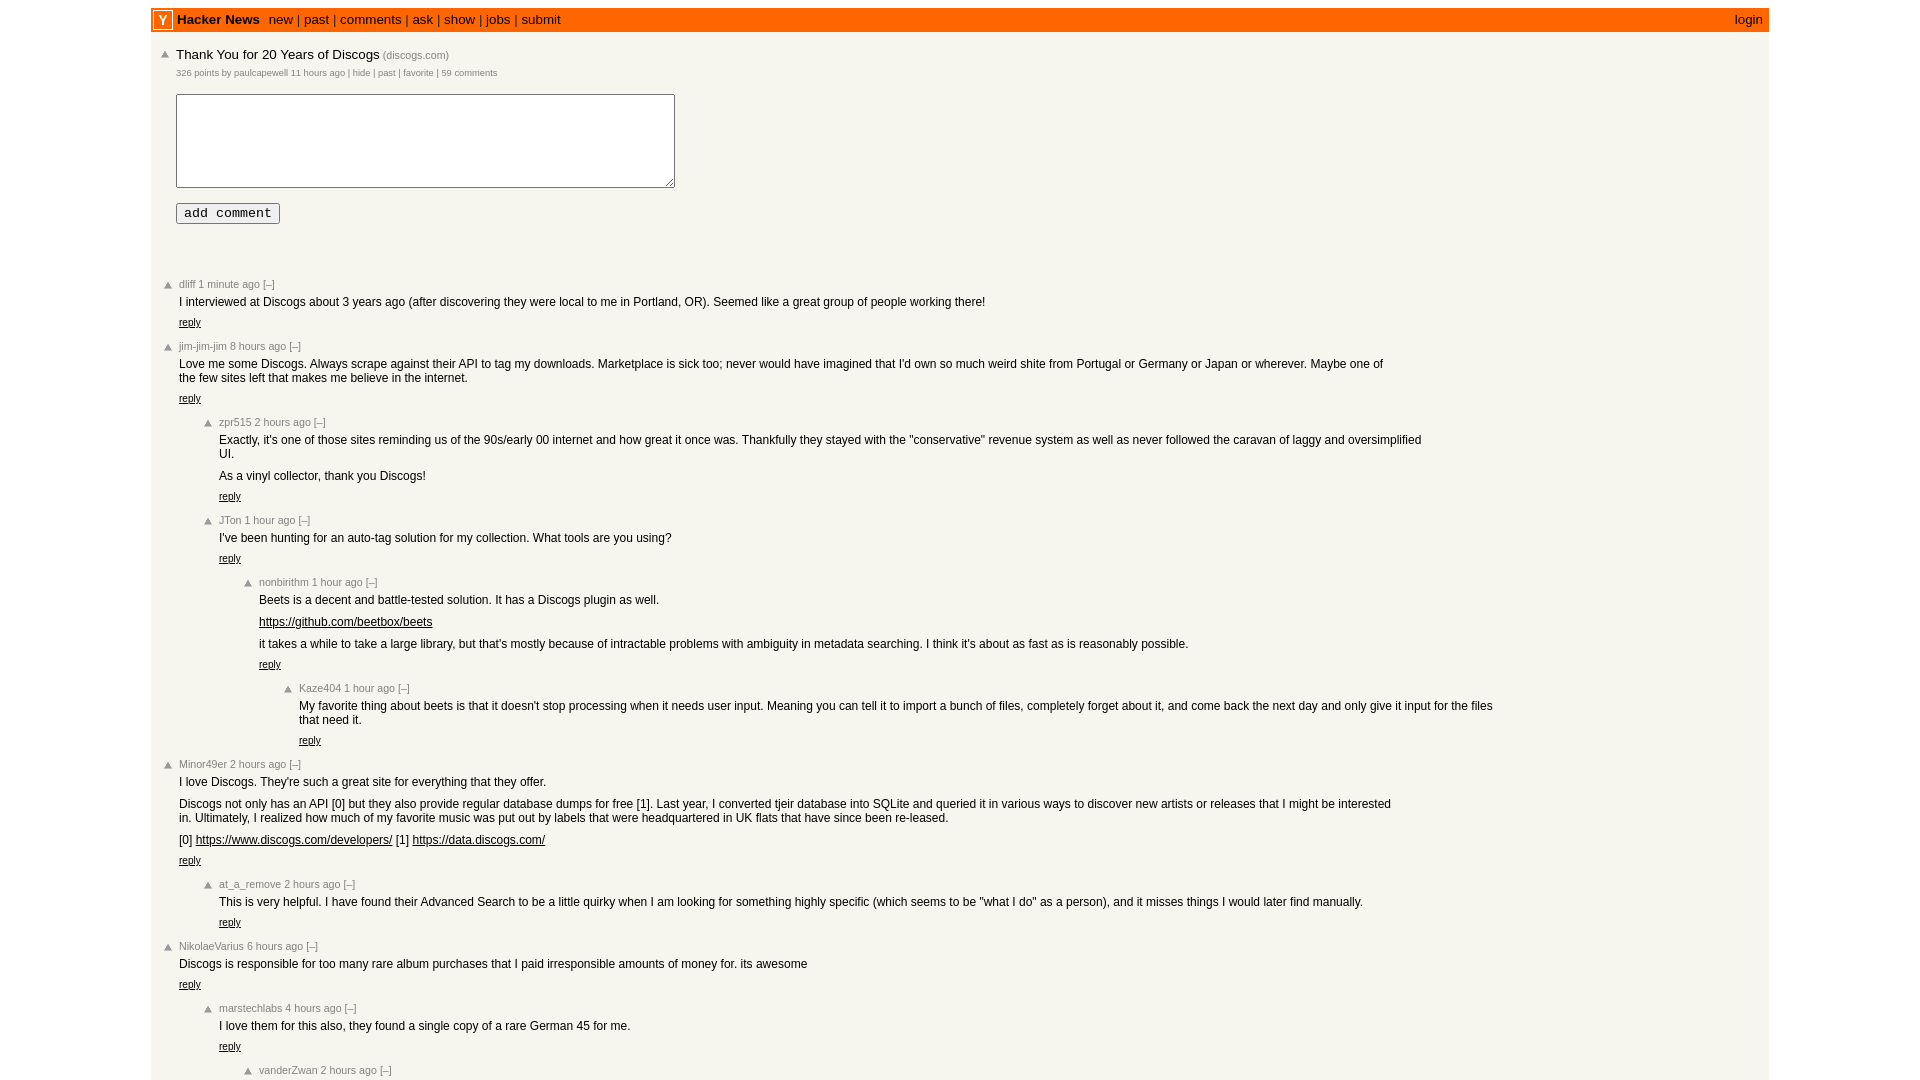 Y Hacker News new | past | comments | ask | show | jobs | submit login
Thank You for 20 Years of Discogs (discogs.com)
326 points by paulcapewell 11 hours ago | hide | past | favorite | 59 comments
add comment
dliff 1 minute ago [–]
I interviewed at Discogs about 3 years ago (after discovering they were local to me in Portland, OR). Seemed like a great group of people working there!
reply
jim-jim-jim 8 hours ago [–]
Love me some Discogs. Always scrape against their API to tag my downloads. Marketplace is sick too; never would have imagined that I'd own so much weird shite from Portugal or Germany or Japan or wherever. Maybe one of
the few sites left that makes me believe in the internet.
reply
zpr515 2 hours ago [–]
Exactly, it's one of those sites reminding us of the 90s/early 00 internet and how great it once was. Thankfully they stayed with the "conservative" revenue system as well as never followed the caravan of laggy and oversimplified
UI.
As a vinyl collector, thank you Discogs!
reply
JTon 1 hour ago [–]
I've been hunting for an auto-tag solution for my collection. What tools are you using?
reply
nonbirithm 1 hour ago [–]
Beets is a decent and battle-tested solution. It has a Discogs plugin as well.
https://github.com/beetbox/beets
it takes a while to take a large library, but that's mostly because of intractable problems with ambiguity in metadata searching. I think it's about as fast as is reasonably possible.
reply
Kaze404 1 hour ago [–]
My favorite thing about beets is that it doesn't stop processing when it needs user input. Meaning you can tell it to import a bunch of files, completely forget about it, and come back the next day and only give it input for the files
that need it.
reply
Minor49er 2 hours ago [–]
I love Discogs. They're such a great site for everything that they offer.
Discogs not only has an API [0] but they also provide regular database dumps for free [1]. Last year, I converted tjeir database into SQLite and queried it in various ways to discover new artists or releases that I might be interested
in. Ultimately, I realized how much of my favorite music was put out by labels that were headquartered in UK flats that have since been re-leased.
[0] https://www.discogs.com/developers/ [1] https://data.discogs.com/
reply
at_a_remove 2 hours ago [–]
This is very helpful. I have found their Advanced Search to be a little quirky when I am looking for something highly specific (which seems to be "what I do" as a person), and it misses things I would later find manually.
reply
NikolaeVarius 6 hours ago [–]
Discogs is responsible for too many rare album purchases that I paid irresponsible amounts of money for. its awesome
reply
marstechlabs 4 hours ago [–]
I love them for this also, they found a single copy of a rare German 45 for me.
reply
vanderZwan 2 hours ago [–]